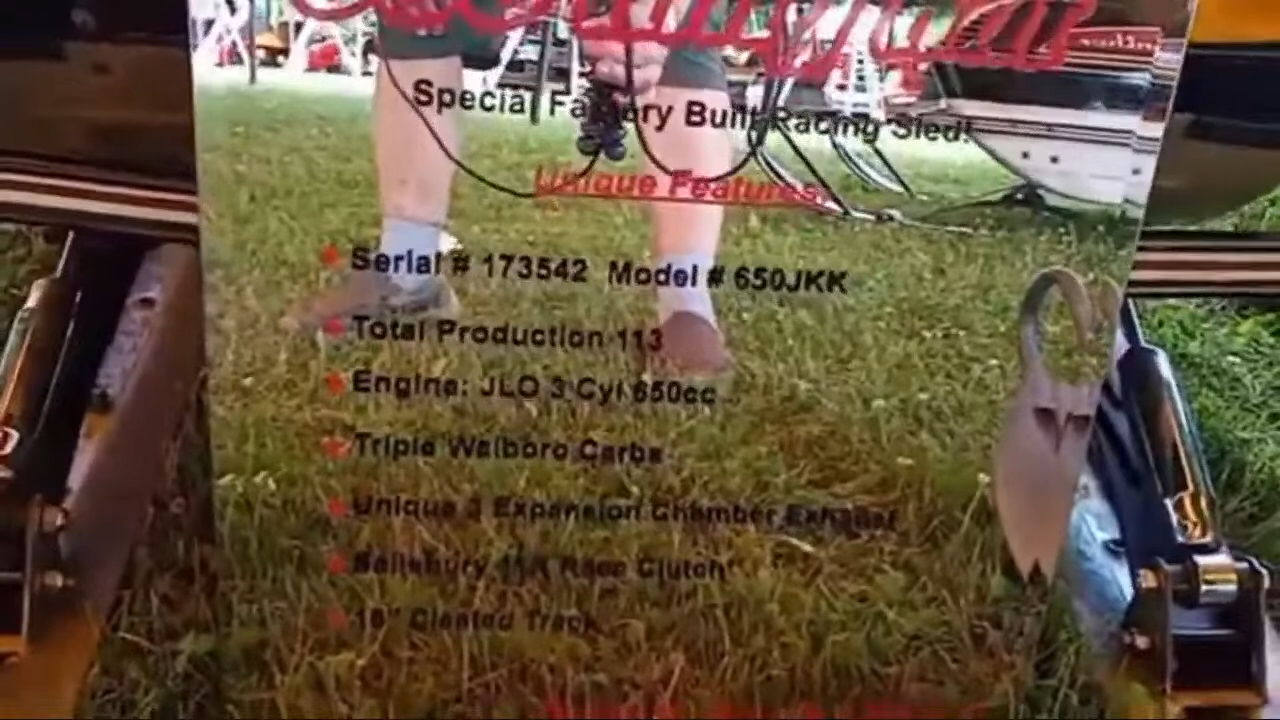 Special Factory Built Racing Sled!
Unique Features:
Serial # 173542 Model # 650JKK
Total Production 113
Engine: JLO 3 Cyl 650cc
Triple Walboro Carbs
Unique 3 Expansion Chamber Exhaust
Salisbury Race Clutch
Cleated Track